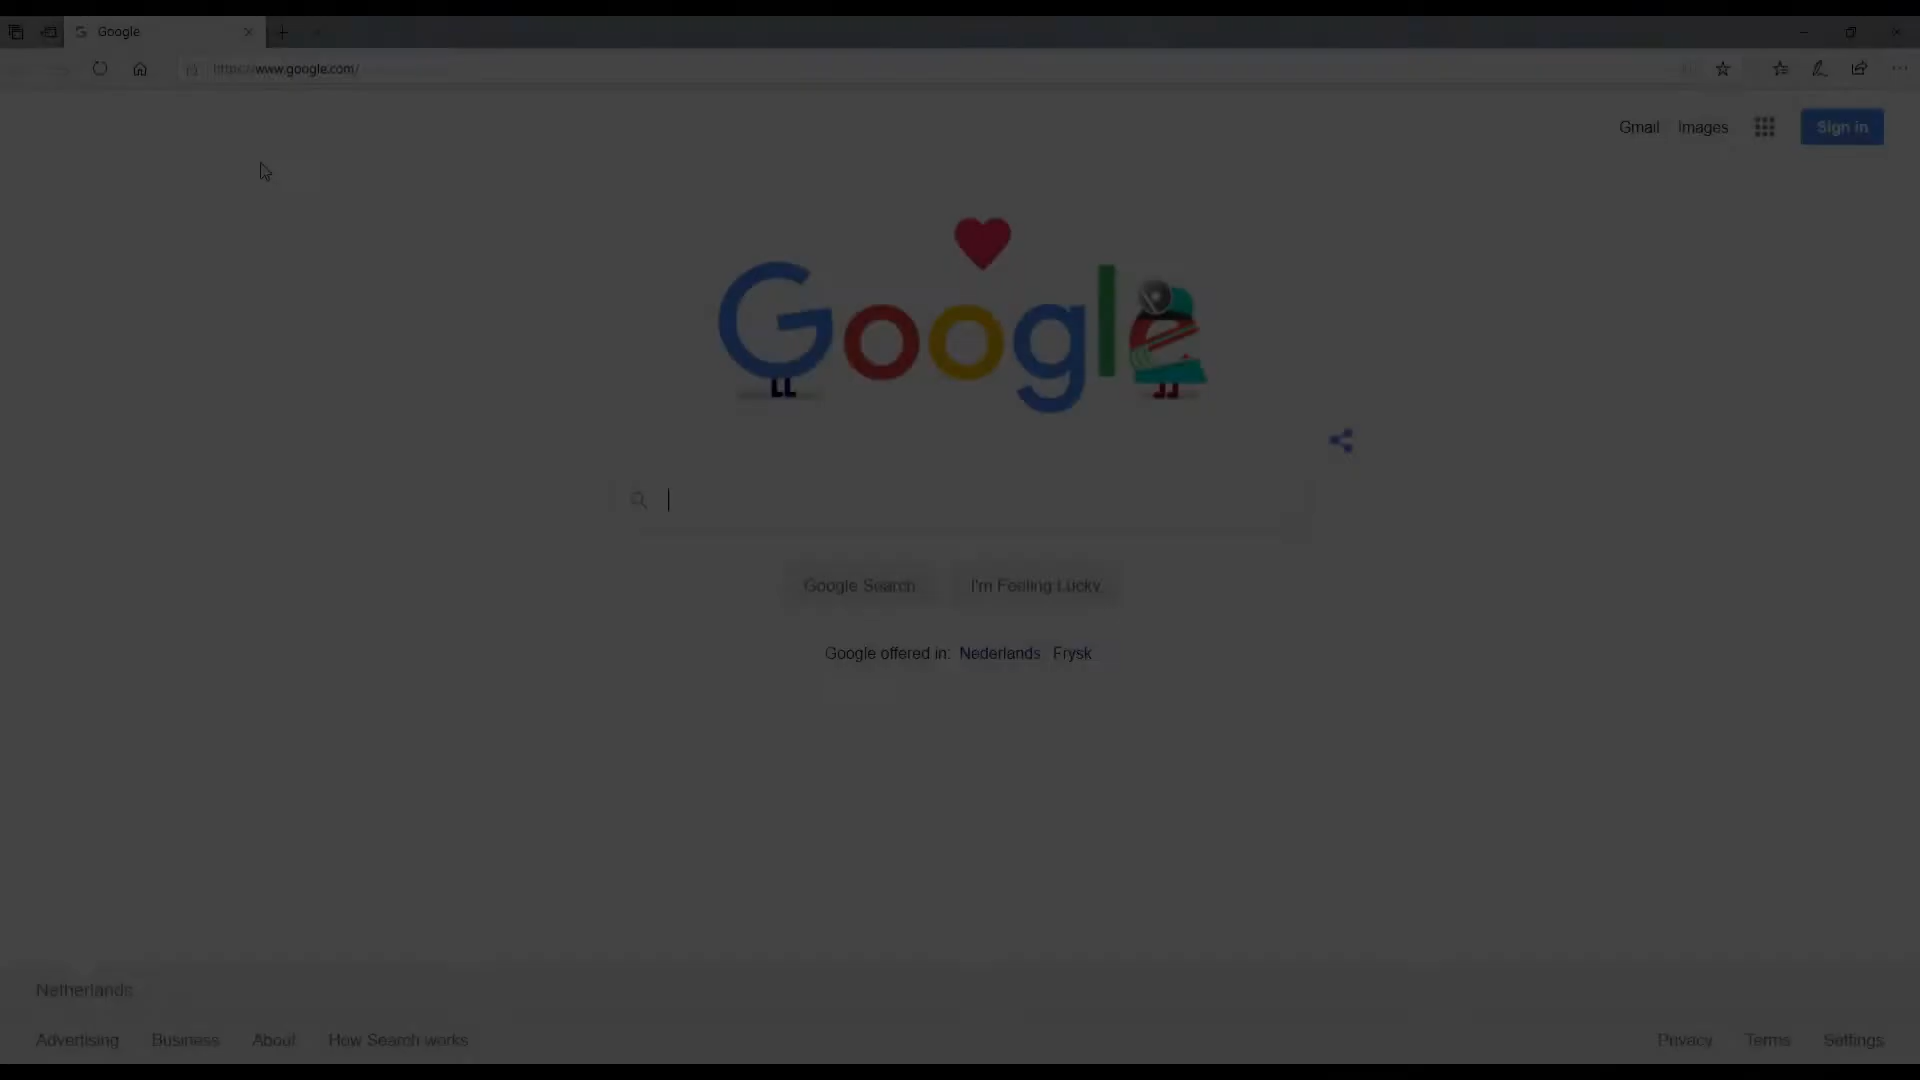 Google
https://www.google.com/
Gmail Images Sign in
Google
Google Search I'm Feeling Lucky
Google offered in: Nederlands Frysk
Netherlands
Advertising Business About How Search works Privacy Terms Settings